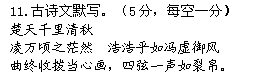 11.古诗文默写。（5分，每空一分）
楚天千里清秋
凌万顷之茫然　浩浩乎如冯虚御风
曲终收拨当心画，四弦一声如裂帛。